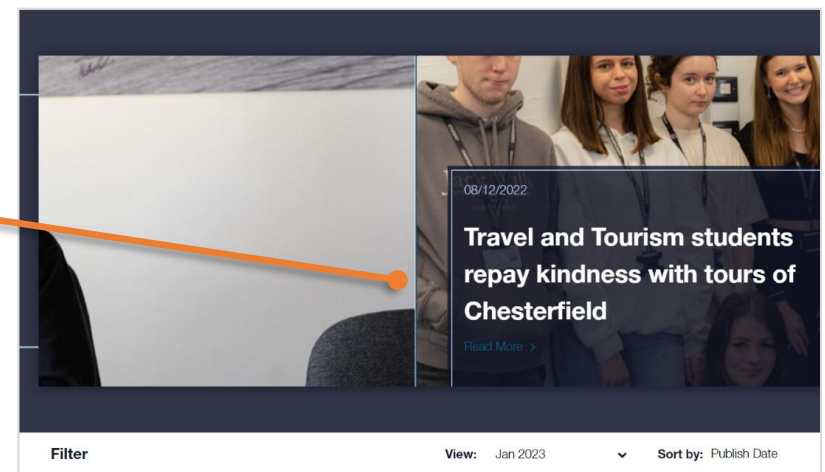 08/12/2022
Travel and Tourism students
repay kindness with tours of
Chesterfield
Read More >
Filter
View: Jan 2023
Sort by: Publish Date